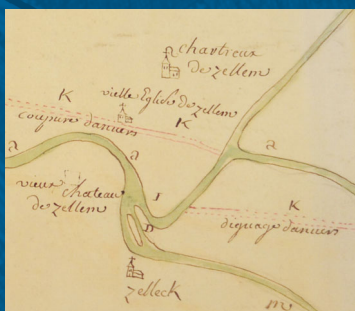 chartreux
de zellem
K
vielle Eglise de zellem
coupure danvers
K
a
a
a
vieux chateau
de zellem
I
D
K
diguage danvers
zelleck
m